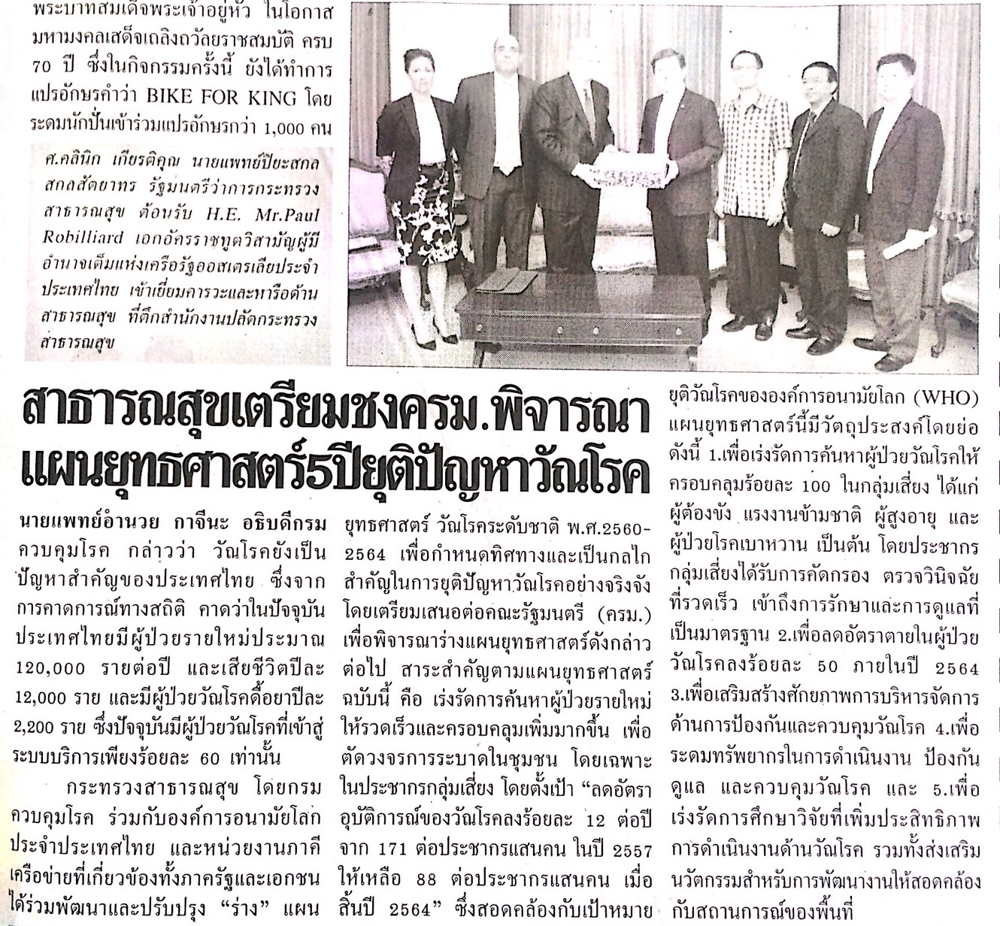 พระบาทสมเด็จพระเจ้าอยู่หัว ในโอกาส
มหามงคลเสด็จเถลิงถวัลยราชสมบัติ ครบ
70 ปี ซึ่งในกิจกรรมครั้งนี้ ยังได้ทำการ
แปรอักษรคำว่า BIKE FOR KING โดย
ระดมนักปั่นเข้าร่วมแปรอักษรกว่า 1,000 คน
ศ.คลินิก เกียรติคุณ นายแพทย์ปิยะสกล
สกลสัตยาทร รัฐมนตรีว่าการกระทรวง
สาธารณสุข ต้อนรับ H.E. Mr.Paul
Robilliard เอกอัครราชทูตวิสามัญผู้มี
อำนาจเต็มแห่งเครือรัฐออสเตรเลียประจำ
ประเทศไทย เข้าเยี่ยมคารวะและหารือด้าน
สาธารณสุข ที่ตึกสำนักงานปลัดกระทรวง
สาธารณสุข
สาธารณสุขเตรียมชงครม.พิจารณา
แผนยุทธศาสตร์5ปียุติปัญหาวัณโรค
นายแพทย์อำนวย กาจีนะ อธิบดีกรม
ควบคุมโรค กล่าวว่า วัณโรคยังเป็น
ปัญหาสำคัญของประเทศไทย ซึ่งจาก
การคาดการณ์ทางสถิติ คาดว่าในปัจจุบัน
ประเทศไทยมีผู้ป่วยรายใหม่ประมาณ
120,000 รายต่อปี และเสียชีวิตปีละ
12,000 ราย และมีผู้ป่วยวัณโรคดื้อยาปีละ
2,200 ราย ซึ่งปัจจุบันมีผู้ป่วยวัณโรคที่เข้าสู่
ระบบบริการเพียงร้อยละ 60 เท่านั้น
กระทรวงสาธารณสุข โดยกรม
ควบคุมโรค ร่วมกับองค์การอนามัยโลก
ประจำประเทศไทย และหน่วยงานภาคี
เครือข่ายที่เกี่ยวข้องทั้งภาครัฐและเอกชน
ได้ร่วมพัฒนาและปรับปรุง “ร่าง” แผน
ยุทธศาสตร์ วัณโรคระดับชาติ พ.ศ.2560-
2564 เพื่อกำหนดทิศทางและเป็นกลไก
สำคัญในการยุติปัญหาวัณโรคอย่างจริงจัง
โดยเตรียมเสนอต่อคณะรัฐมนตรี (ครม.)
เพื่อพิจารณาร่างแผนยุทธศาสตร์ดังกล่าว
ต่อไป สาระสำคัญตามแผนยุทธศาสตร์
ฉบับนี้ คือ เร่งรัดการค้นหาผู้ป่วยรายใหม่
ให้รวดเร็วและครอบคลุมเพิ่มมากขึ้น เพื่อ
ตัดวงจรการระบาดในชุมชน โดยเฉพาะ
ในประชากรกลุ่มเสี่ยง โดยตั้งเป้า “ลดอัตรา
อุบัติการณ์ของวัณโรคลงร้อยละ 12 ต่อปี
จาก 171 ต่อประชากรแสนคน ในปี 2557
ให้เหลือ 88 ต่อประชากรแสนคน เมื่อ
สิ้นปี 2564” ซึ่งสอดคล้องกับเป้าหมาย
ยุติวัณโรคขององค์การอนามัยโลก (WHO)
แผนยุทธศาสตร์นี้มีวัตถุประสงค์โดยย่อ
ดังนี้ 1.เพื่อเร่งรัดการค้นหาผู้ป่วยวัณโรคให้
ครอบคลุมร้อยละ 100 ในกลุ่มเสี่ยง ได้แก่
ผู้ต้องขัง แรงงานข้ามชาติ ผู้สูงอายุ และ
ผู้ป่วยโรคเบาหวาน เป็นต้น โดยประชากร
กลุ่มเสี่ยงได้รับการคัดกรอง ตรวจวินิจฉัย
ที่รวดเร็ว เข้าถึงการรักษาและการดูแลที่
เป็นมาตรฐาน 2.เพื่อลดอัตราตายในผู้ป่วย
วัณโรคลงร้อยละ 50 ภายในปี 2564
3.เพื่อเสริมสร้างศักยภาพการบริหารจัดการ
ด้านการป้องกันและควบคุมวัณโรค 4.เพื่อ
ระดมทรัพยากรในการดำเนินงาน ป้องกัน
ดูแล และควบคุมวัณโรค และ 5.เพื่อ
เร่งรัดการศึกษาวิจัยที่เพิ่มประสิทธิภาพ
การดำเนินงานด้านวัณโรค รวมทั้งส่งเสริม
นวัตกรรมสำหรับการพัฒนางานให้สอดคล้อง
กับสถานการณ์ของพื้นที่